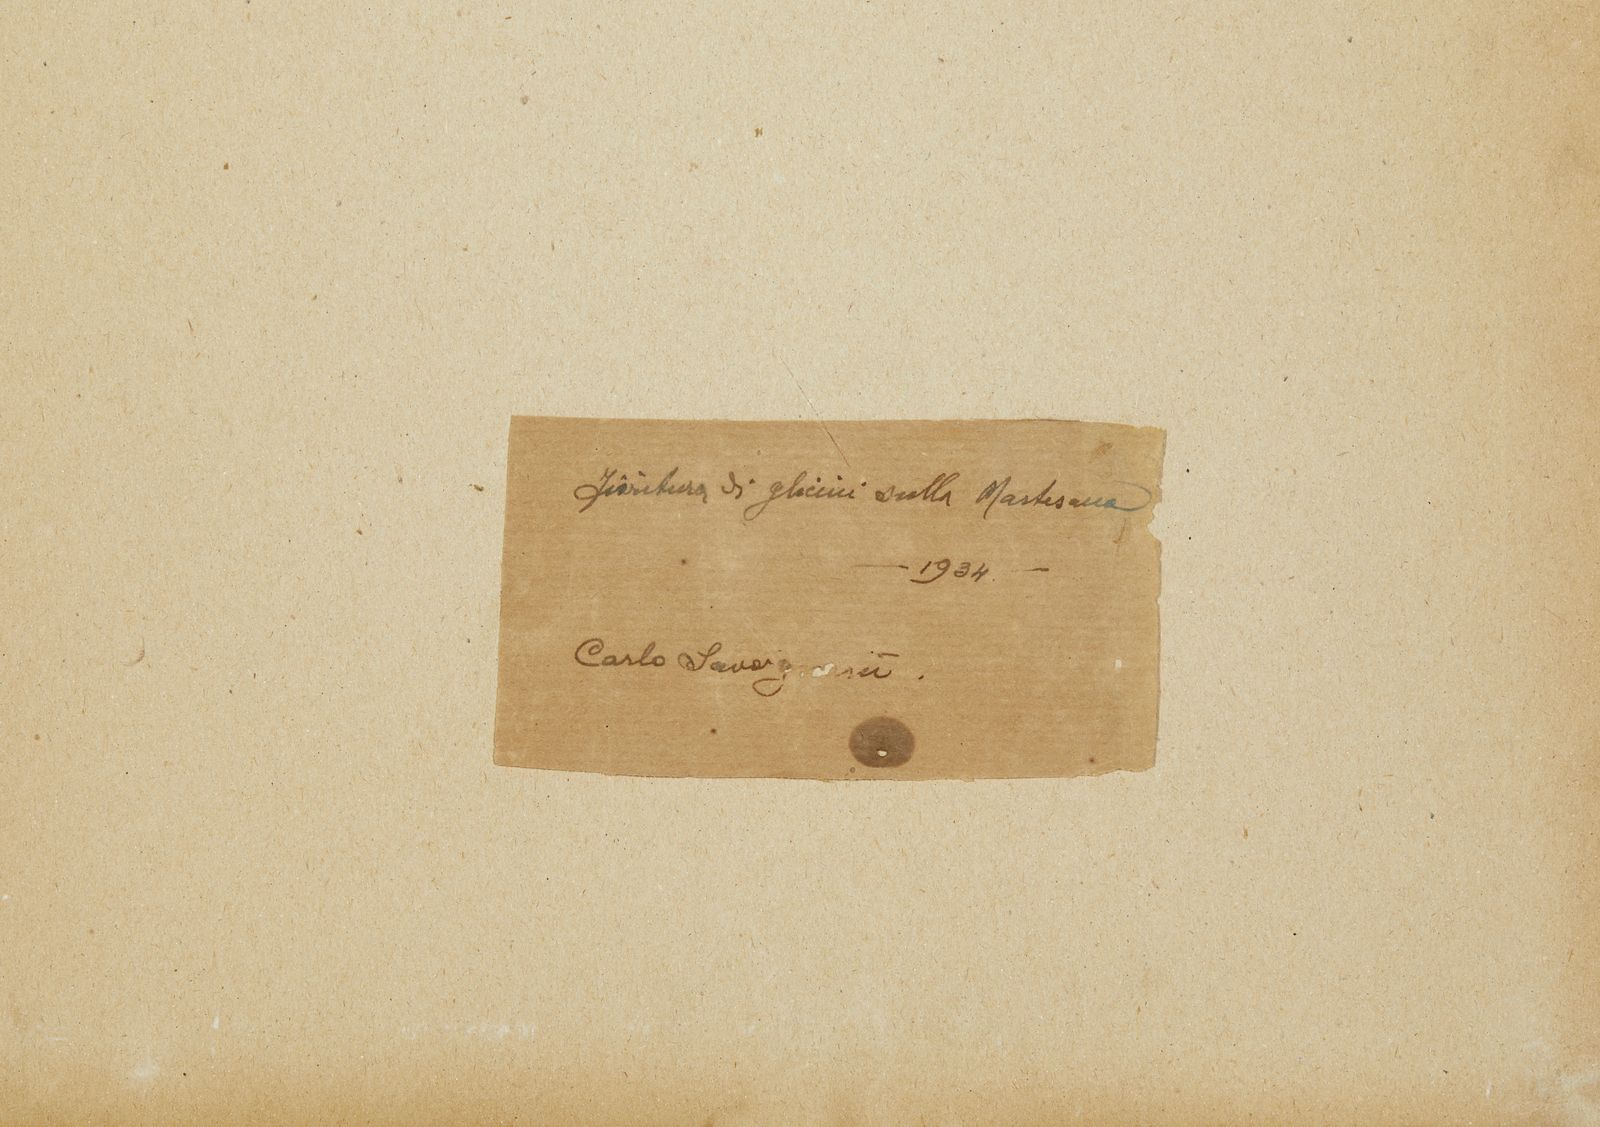 Fioritura di glicini sulla Martesana
— 1934 —
Carlo